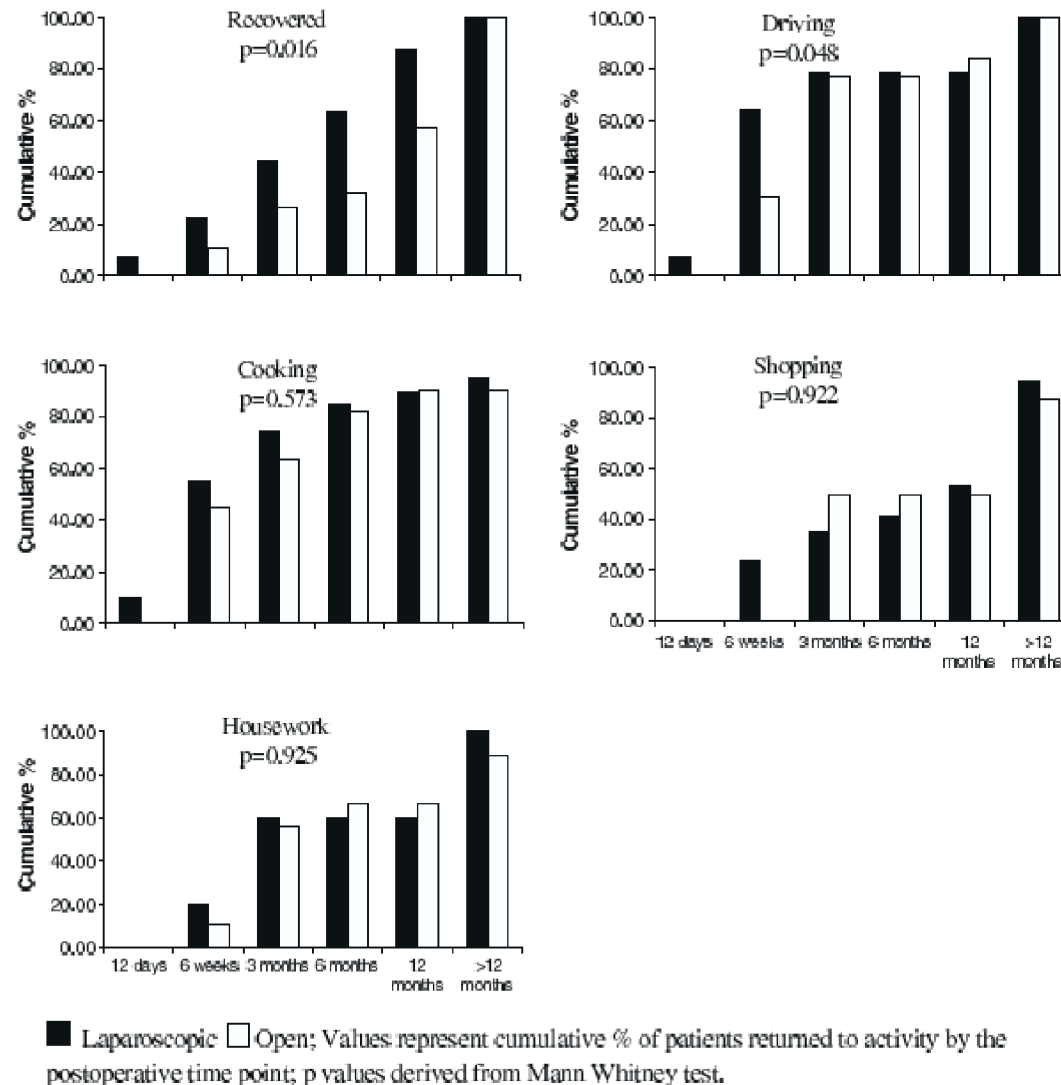 Recovered
p=0.016
Cumulative %
100.00
80.00
60.00
40.00
20.00
0.00
Driving
p=0.048
Cumulative %
100.00
80.00
60.00
40.00
20.00
0.00
Cooking
p=0.573
Cumulative %
100.00
80.00
60.00
40.00
20.00
0.00
Shopping
p=0.922
Cumulative %
100.00
80.00
60.00
40.00
20.00
0.00
12 days 6 weeks 3 months 6 months 12 months >12 months
Housework
p=0.925
Cumulative %
100.00
80.00
60.00
40.00
20.00
0.00
12 days 6 weeks 3 months 6 months 12 months >12 months
Laparoscopic Open; Values represent cumulative % of patients returned to activity by the
postoperative time point; p values derived from Mann Whitney test.